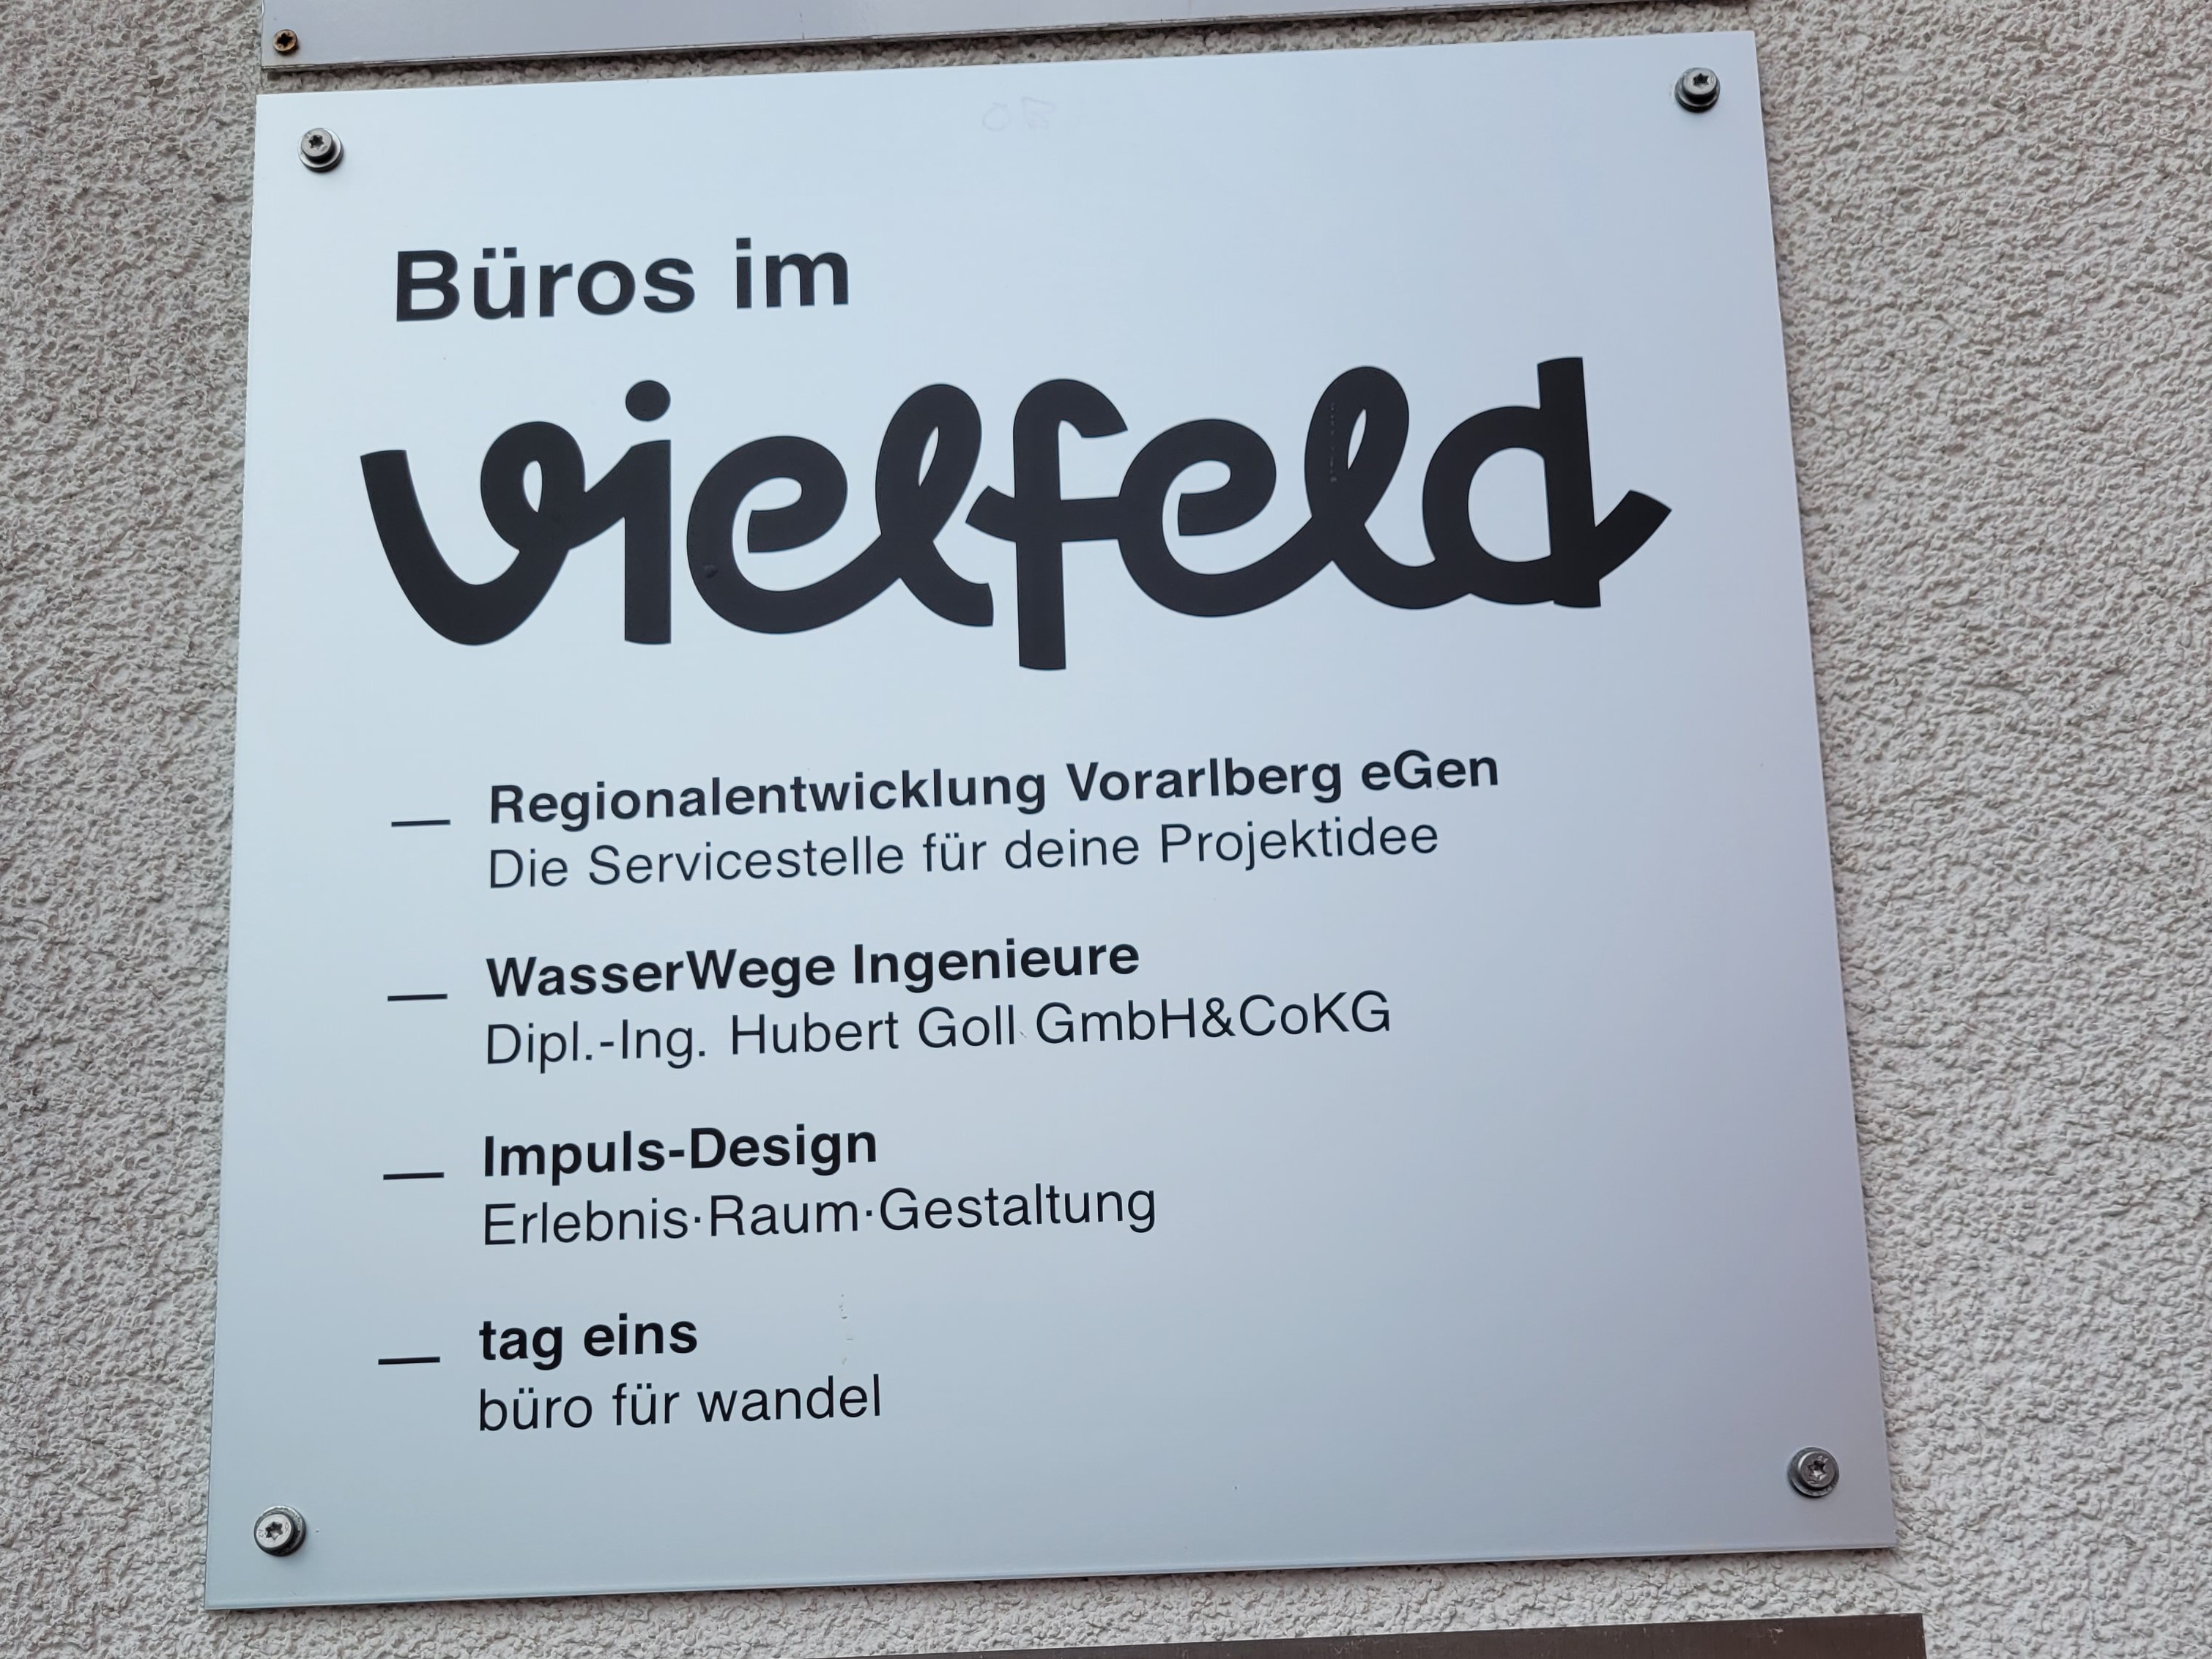 Büros im
vielfeld
— Regionalentwicklung Vorarlberg eGen
Die Servicestelle für deine Projektidee
— WasserWege Ingenieure
Dipl.-Ing. Hubert Goll GmbH&CoKG
— Impuls-Design
Erlebnis·Raum·Gestaltung
— tag eins
büro für wandel